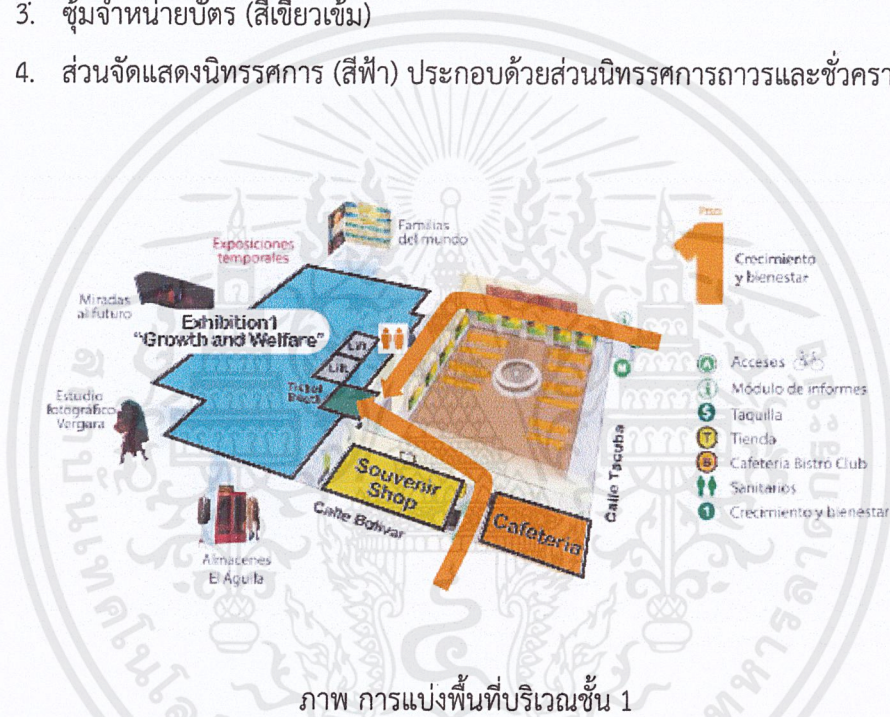 3. ซุ้มจำหน่ายบัตร (สีเขียวเข้ม)
4. ส่วนจัดแสดงนิทรรศการ (สีฟ้า) ประกอบด้วยส่วนนิทรรศการถาวรและชั่วครา
Piso
1
Crecimiento
y bienestar
Familias
del mundo
Exposiciones
temporales
Miradas
al futuro
Exhibition1
"Growth and Welfare"
Lift
Lift
Ticket
Booth
Estudio
fotográfico
Vergara
Almacenes
El Águila
Souvenir
Shop
Cafeteria
Calle Bolivar
Calle Tacuba
Accesos
Módulo de informes
Taquilla
Tienda
Cafetería Bistró Club
Sanitarios
1 Crecimiento y bienestar
ภาพ การแบ่งพื้นที่บริเวณชั้น 1